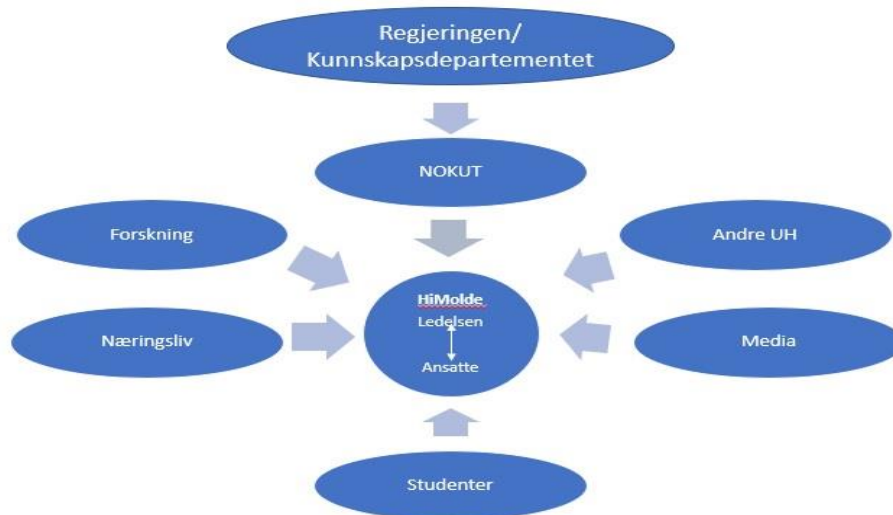 Regjeringen/
Kunnskapsdepartementet
NOKUT
Forskning
Andre UH
HiMolde
Ledelsen
Ansatte
Næringsliv
Media
Studenter